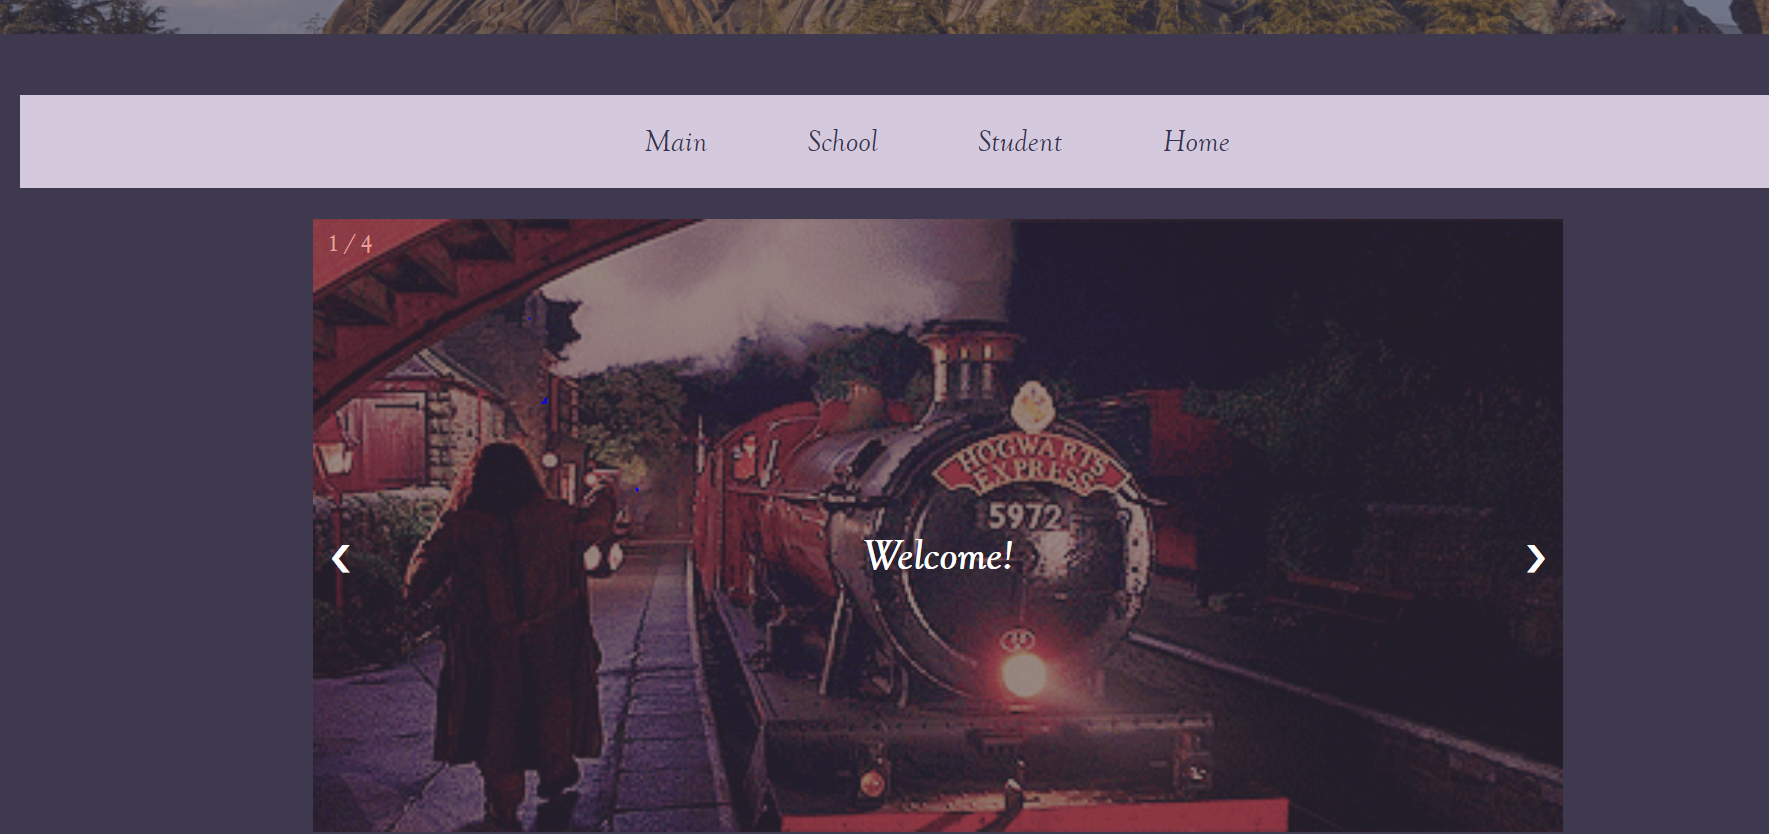 Main School Student Home
1 / 4
HOGWARTS
EXPRESS
5972
❮ Welcome! ❯